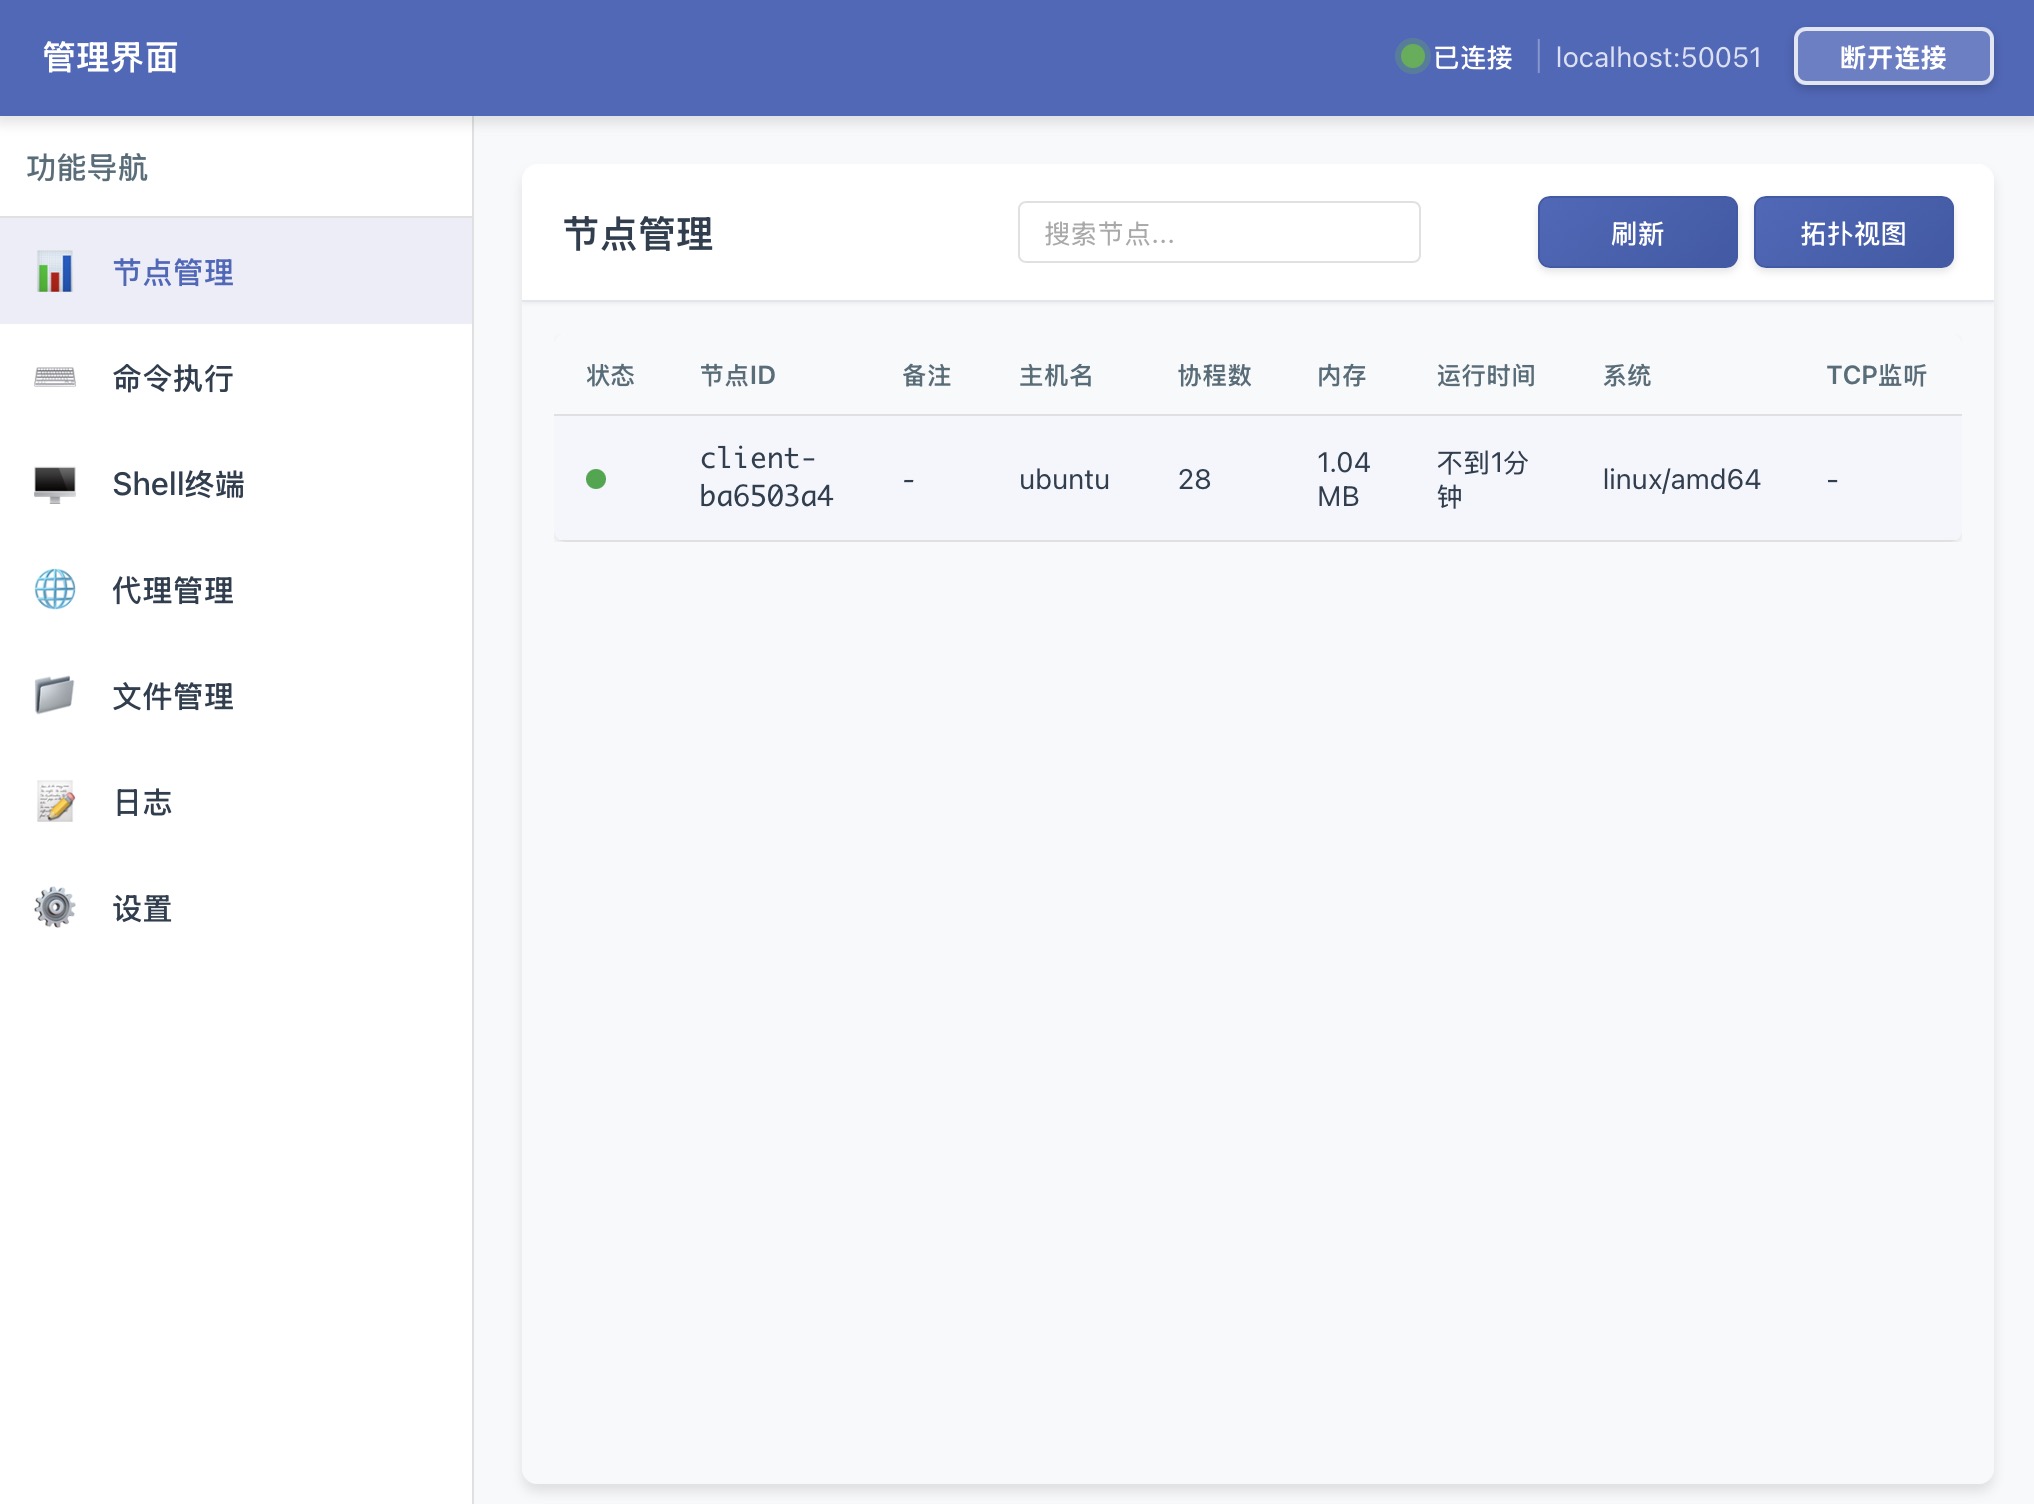 管理界面
已连接
localhost:50051
断开连接
功能导航
节点管理
命令执行
Shell终端
代理管理
文件管理
日志
设置
节点管理
搜索节点...
刷新
拓扑视图
状态 节点ID 备注 主机名 协程数 内存 运行时间 系统 TCP监听
client-
ba6503a4
-
ubuntu
28
1.04
MB
不到1分
钟
linux/amd64
-